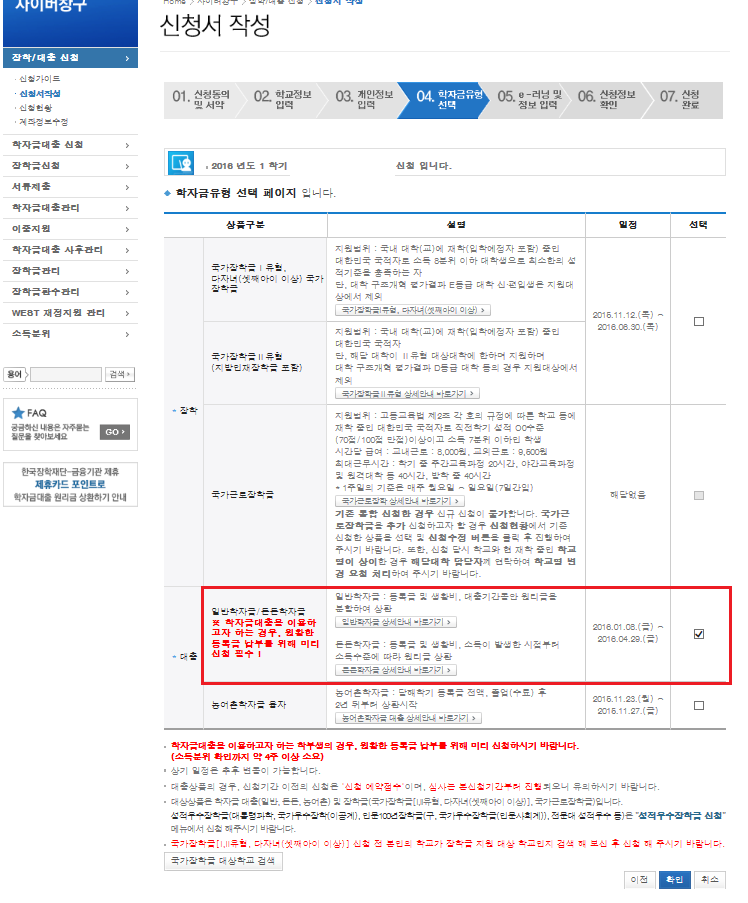 Home > 사이버창구 > 장학/대출 신청 > 신청서 작성
사이버창구
신청서 작성
장학/대출 신청
· 신청가이드
· 신청서작성
· 신청현황
· 계좌정보수정
학자금대출 신청
장학금신청
서류제출
학자금대출관리
이중지원
학자금대출 사후관리
장학금관리
장학금환수관리
WEST 재정지원 관리
소득분위
용어
검색
FAQ
궁금하신 내용은 자주묻는
질문을 찾아보세요
GO
한국장학재단-금융기관 제휴
제휴카드 포인트로
학자금대출 원리금 상환하기 안내
01. 신청동의
및 서약
02. 학교정보
입력
03. 개인정보
입력
04. 학자금유형
선택
05. e-러닝 및
정보 입력
06. 신청정보
확인
07. 신청
완료
2016 년도 1 학기 신청 입니다.
학자금유형 선택 페이지 입니다.
상품구분 설명 일정 선택
장학
국가장학금Ⅰ유형,
다자녀(셋째아이 이상) 국가
장학금
지원범위 : 국내 대학(교)에 재학(입학예정자 포함) 중인
대한민국 국적자로 소득 8분위 이하 대학생으로 최소한의 성
적기준을 충족하는 자
단, 대학 구조개혁 평가결과 E등급 대학 신·편입생은 지원대
상에서 제외
국가장학금I유형, 다자녀(셋째아이 이상)
2015.11.12.(목) ~
2016.06.30.(목)
국가장학금Ⅱ유형
(지방인재장학금 포함)
지원범위 : 국내 대학(교)에 재학(입학예정자 포함) 중인
대한민국 국적자
단, 해당 대학이 Ⅱ유형 대상대학에 한하며 지원하며
대학 구조개혁 평가결과 D등급 대학 등의 경우 지원대상에서
제외
국가장학금Ⅱ유형 상세안내 바로가기
국가근로장학금
지원범위 : 고등교육법 제2조 각 호의 규정에 따른 학교 등에
재학 중인 대한민국 국적자로 직전학기 성적 C0수준
(70점/100점 만점)이상이고 소득 7분위 이하인 학생
시간당 급여 : 교내근로 : 8,000원, 교외근로 : 9,500원
최대근무시간 : 학기 중 주간교육과정 20시간, 야간교육과정
및 원격대학 등 40시간, 방학 중 40시간
* 1주일의 기준은 매주 월요일 ~ 일요일(7일간임)
국가근로장학 상세안내 바로가기
기존 통합 신청한 경우 신규 신청이 불가합니다. 국가근
로장학금을 추가 신청하고자 할 경우 신청현황에서 기존
신청한 상품을 선택 및 신청수정 버튼을 클릭 후 진행하여
주시기 바랍니다. 또한, 신청 당시 학교와 현 재학 중인 학교
명이 상이한 경우 해당대학 담당자께 연락하여 학교명 변
경 요청 처리하여 주시기 바랍니다.
해당없음
대출
일반학자금/든든학자금
※ 학자금대출을 이용하
고자 하는 경우, 원활한
등록금 납부를 위해 미리
신청 필수 !
일반학자금 : 등록금 및 생활비, 대출기간동안 원리금을
분할하여 상환
일반학자금 상세안내 바로가기
든든학자금 : 등록금 및 생활비, 소득이 발생한 시점부터
소득수준에 따라 원리금 상환
든든학자금 상세안내 바로가기
2016.01.08.(금) ~
2016.04.29.(금)
농어촌학자금 융자
농어촌학자금 : 당해학기 등록금 전액, 졸업(수료) 후
2년 뒤부터 상환시작
농어촌학자금 대출 상세안내 바로가기
2015.11.23.(월) ~
2015.11.27.(금)
학자금대출을 이용하고자 하는 학부생의 경우, 원활한 등록금 납부를 위해 미리 신청하시기 바랍니다.
(소득분위 확인까지 약 4주 이상 소요)
상기 일정은 추후 변동이 가능합니다.
대출상품의 경우, 신청기간 이전의 신청은 '신청 예약접수'이며, 심사는 본신청기간부터 진행되오니 유의하시기 바랍니다.
대상상품은 학자금 대출(일반, 든든, 농어촌) 및 장학금(국가장학금[I,II유형, 다자녀(셋째아이 이상)], 국가근로장학금)입니다.
성적우수장학금(대통령과학, 국가우수장학(이공계), 인문100년장학금(구, 국가우수장학금(인문사회계)), 전문대 성적우수 등)은 "성적우수장학금 신청"
메뉴에서 신청 해주시기 바랍니다.
국가장학금[I,II유형, 다자녀(셋째아이 이상)] 신청 전 본인의 학교가 장학금 지원 대상 학교인지 검색 해 보신 후 신청 해 주시기 바랍니다.
국가장학금 대상학교 검색
이전 확인 취소